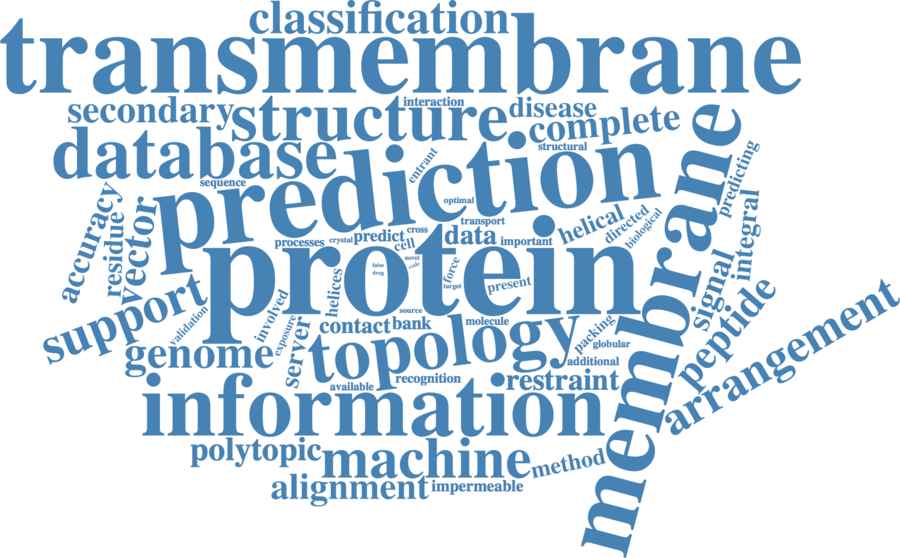 classification
transmembrane
secondary
structure
interaction
disease
complete
structural
database
sequence
prediction
entrant
optimal
membrane
predicting
accuracy
residue
vector
protein
processes
crystal
predict
cross
cell
transport
data
important
helical
directed
biological
integral
signal
false
drug
novel
code
force
target
present
support
validation
involved
exposure
helices
server
source
contact
bank
molecule
topology
packing
globular
additional
peptide
arrangement
genome
available
recognition
restraint
information
polytopic
machine
method
alignment
impermeable